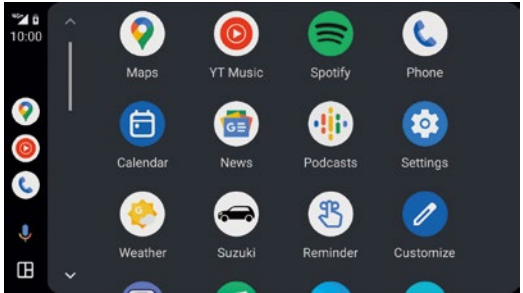 10:00
Maps YT Music Spotify Phone
Calendar News Podcasts Settings
Weather Suzuki Reminder Customize